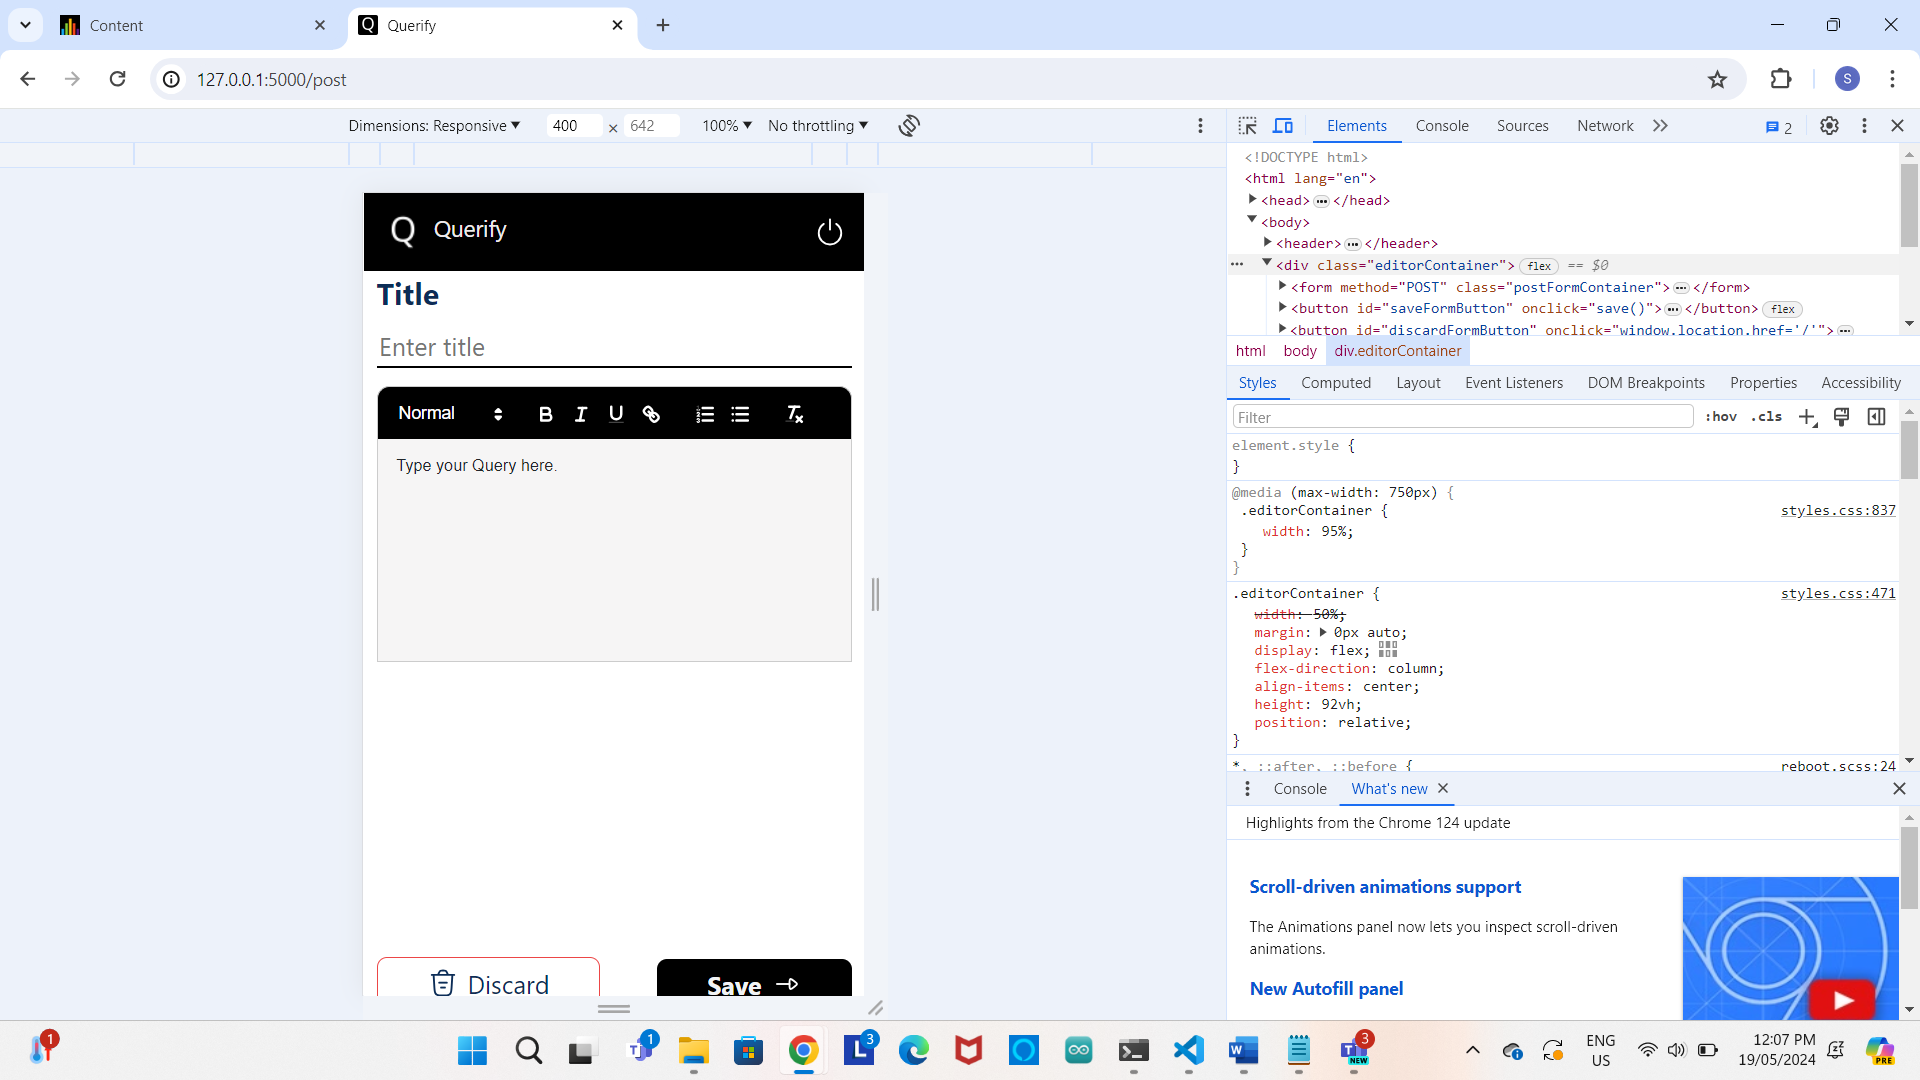 Content
Q Querify
127.0.0.1:5000/post
S
Dimensions: Responsive 400 × 642 100% No throttling
Elements Console Sources Network 2
Q Querify
Title
Enter title
Normal B I U Tx
Type your Query here.
Discard Save
<!DOCTYPE html>
<html lang="en">
<head> ••• </head>
<body>
<header> ••• </header>
••• <div class="editorContainer"> flex == $0
<form method="POST" class="postFormContainer"> ••• </form>
<button id="saveFormButton" onclick="save()"> ••• </button> flex
<button id="discardFormButton" onclick="window.location.href='/'"> •••
html body div.editorContainer
Styles Computed Layout Event Listeners DOM Breakpoints Properties Accessibility
Filter :hov .cls
element.style {
}
@media (max-width: 750px) {
.editorContainer { styles.css:837
width: 95%;
}
}
.editorContainer { styles.css:471
width: 50%;
margin: 0px auto;
display: flex;
flex-direction: column;
align-items: center;
height: 92vh;
position: relative;
}
*, ::after, ::before { reboot.scss:24
Console What's new
Highlights from the Chrome 124 update
Scroll-driven animations support
The Animations panel now lets you inspect scroll-driven
animations.
New Autofill panel
1
1
L 3
W
3
NEW
ENG
US
12:07 PM
19/05/2024
PRE